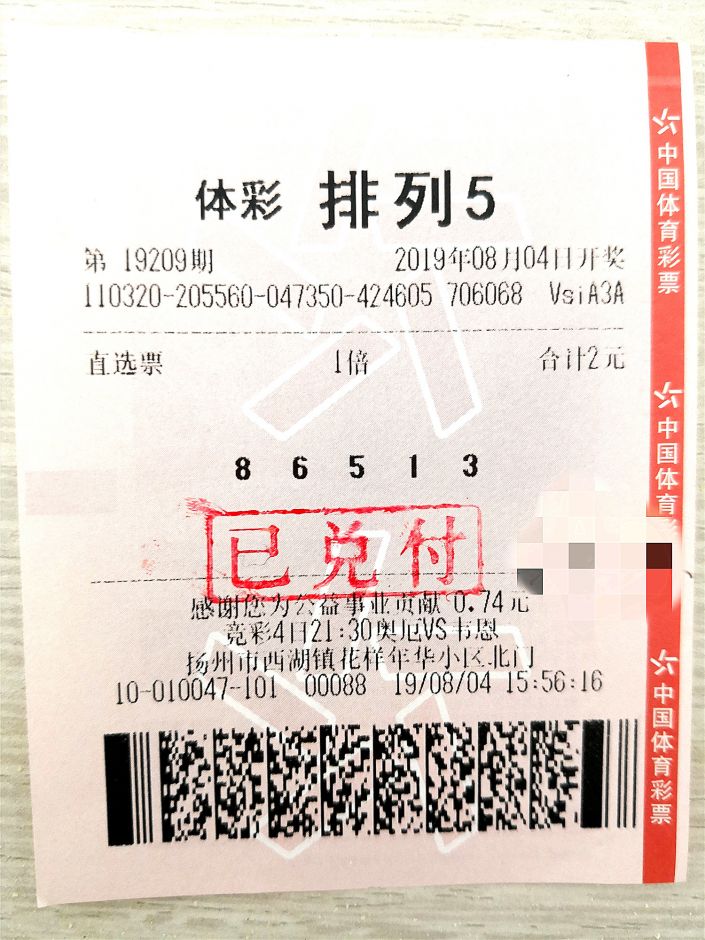 体彩 排列5
第 19209期 2019年08月04日开奖
110320-205560-047350-424605 706068 VsiA3A
直选票 1倍 合计2元
8 6 5 1 3
已兑付
感谢您为公益事业贡献 0.74元
竞彩4日21:30奥厄VS韦恩
扬州市西湖镇花样年华小区北门
10-010047-101 00088 19/08/04 15:56:16
中国体育彩票
中国体育彩
中国体育彩票